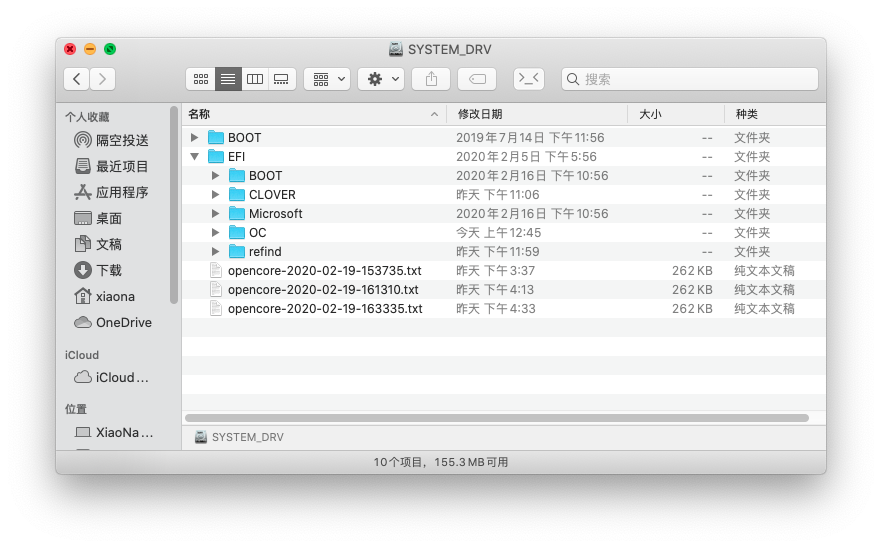 SYSTEM_DRV
搜索
个人收藏
隔空投送
最近项目
应用程序
桌面
文稿
下载
xiaona
OneDrive
iCloud
iCloud…
位置
XiaoNa…
名称 修改日期 大小 种类
BOOT 2019年7月14日 下午11:56 -- 文件夹
EFI 2020年2月5日 下午5:56 -- 文件夹
BOOT 2020年2月16日 下午10:56 -- 文件夹
CLOVER 昨天 下午11:06 -- 文件夹
Microsoft 2020年2月16日 下午10:56 -- 文件夹
OC 今天 上午12:45 -- 文件夹
refind 昨天 下午11:59 -- 文件夹
opencore-2020-02-19-153735.txt 昨天 下午3:37 262 KB 纯文本文稿
opencore-2020-02-19-161310.txt 昨天 下午4:13 262 KB 纯文本文稿
opencore-2020-02-19-163335.txt 昨天 下午4:33 262 KB 纯文本文稿
SYSTEM_DRV
10个项目，155.3 MB可用